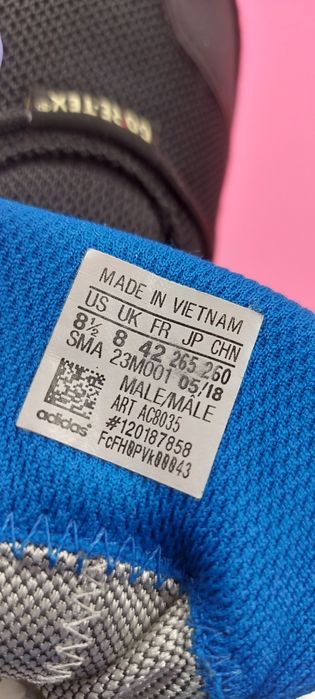 GORE-TEX®
MADE IN VIETNAM
US UK FR JP CHN
8½ 8 42 265 260
SMA 23M001 05/18
MALE/MÂLE
ART AC8035
#120187858
adidas FcFH0PVk00043